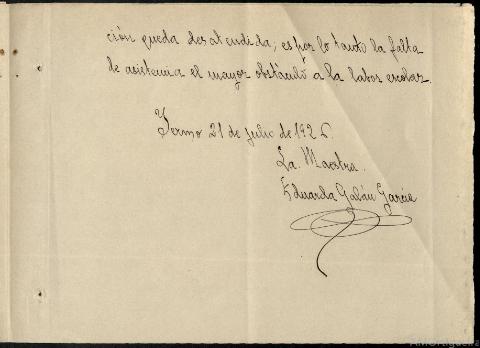 ción queda desatendida; es por lo tanto la falta
de asistencia el mayor obstáculo a la labor escolar.
Yermo 21 de julio de 1926.
La Maestra.
Eduarda Galán García